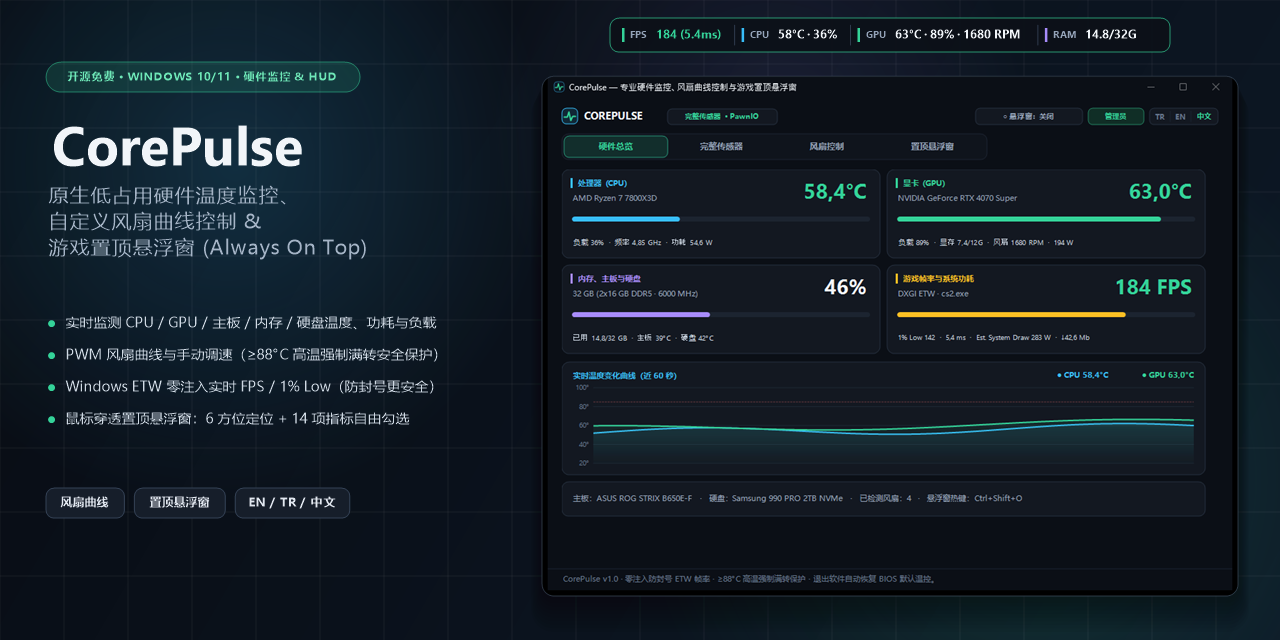 FPS 184 (5.4ms) CPU 58°C · 36% GPU 63°C · 89% · 1680 RPM RAM 14.8/32G
开源免费 • WINDOWS 10/11 • 硬件监控 & HUD
CorePulse
原生低占用硬件温度监控、
自定义风扇曲线控制 &
游戏置顶悬浮窗 (Always On Top)
实时监测 CPU / GPU / 主板 / 内存 / 硬盘温度、功耗与负载
PWM 风扇曲线与手动调速（≥88°C 高温强制满转安全保护）
Windows ETW 零注入实时 FPS / 1% Low（防封号更安全）
鼠标穿透置顶悬浮窗：6 方位定位 + 14 项指标自由勾选
风扇曲线 置顶悬浮窗 EN / TR / 中文
CorePulse — 专业硬件监控、风扇曲线控制与游戏置顶悬浮窗
COREPULSE 完整传感器 • PawnIO ○ 悬浮窗：关闭 管理员 TR EN 中文
硬件总览 完整传感器 风扇控制 置顶悬浮窗
处理器 (CPU) 58,4°C
AMD Ryzen 7 7800X3D
负载 36% · 频率 4.85 GHz · 功耗 54,6 W
显卡 (GPU) 63,0°C
NVIDIA GeForce RTX 4070 Super
负载 89% · 显存 7,4/12G · 风扇 1680 RPM · 194 W
内存、主板与硬盘 46%
32 GB (2x16 GB DDR5 · 6000 MHz)
已用 14,8/32 GB · 主板 39°C · 硬盘 42°C
游戏帧率与系统功耗 184 FPS
DXGI ETW · cs2.exe
1% Low 142 · 5,4 ms · Est. System Draw 283 W · ↓42,6 Mb
实时温度变化曲线（近 60 秒） • CPU 58,4°C • GPU 63,0°C
100°
80°
60°
40°
20°
主板：ASUS ROG STRIX B650E-F · 硬盘：Samsung 990 PRO 2TB NVMe · 已检测风扇：4 · 悬浮窗热键：Ctrl+Shift+O
CorePulse v1.0 · 零注入防封号 ETW 帧率 · ≥88°C 高温强制满转保护 · 退出软件自动恢复 BIOS 默认温控。